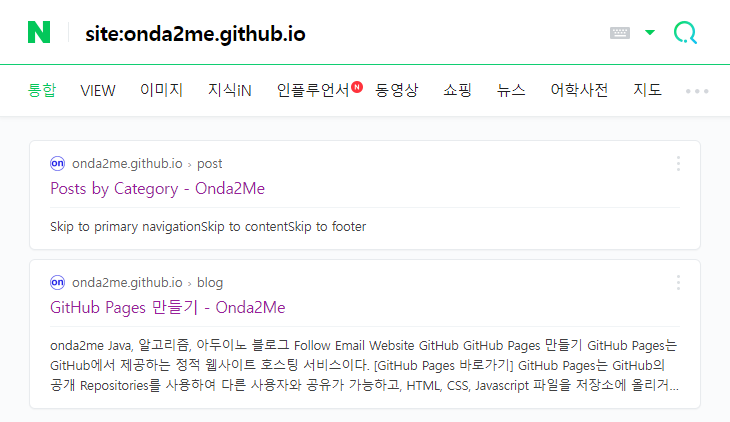 N site:onda2me.github.io
통합 VIEW 이미지 지식iN 인플루언서 N 동영상 쇼핑 뉴스 어학사전 지도
on onda2me.github.io › post
Posts by Category - Onda2Me
Skip to primary navigationSkip to contentSkip to footer
on onda2me.github.io › blog
GitHub Pages 만들기 - Onda2Me
onda2me Java, 알고리즘, 아두이노 블로그 Follow Email Website GitHub GitHub Pages 만들기 GitHub Pages는
GitHub에서 제공하는 정적 웹사이트 호스팅 서비스이다. [GitHub Pages 바로가기] GitHub Pages는 GitHub의
공개 Repositories를 사용하여 다른 사용자와 공유가 가능하고, HTML, CSS, Javascript 파일을 저장소에 올리거...